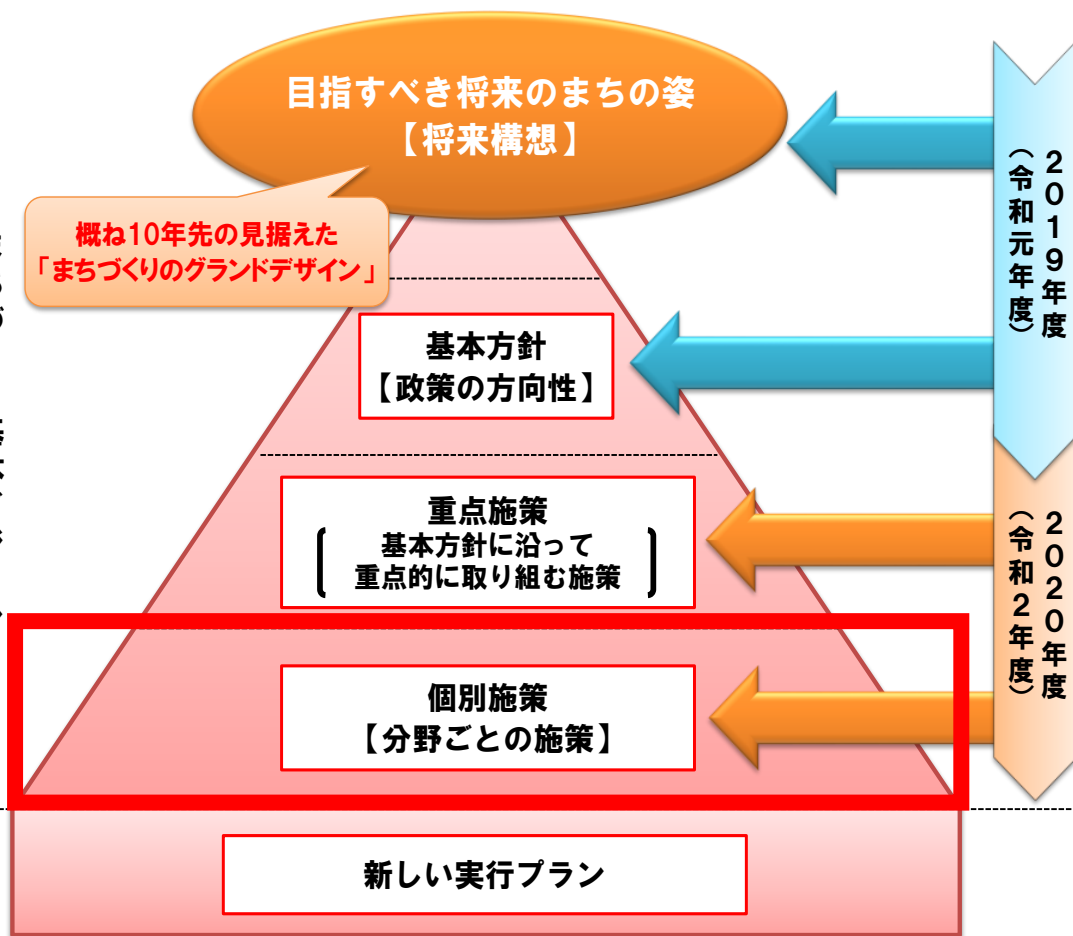 目指すべき将来のまちの姿
【将来構想】
概ね10年先の見据えた
「まちづくりのグランドデザイン」
基本方針
【政策の方向性】
重点施策
基本方針に沿って
重点的に取り組む施策
個別施策
【分野ごとの施策】
新しい実行プラン
2019年度
（令和元年度）
2020年度
（令和2年度）